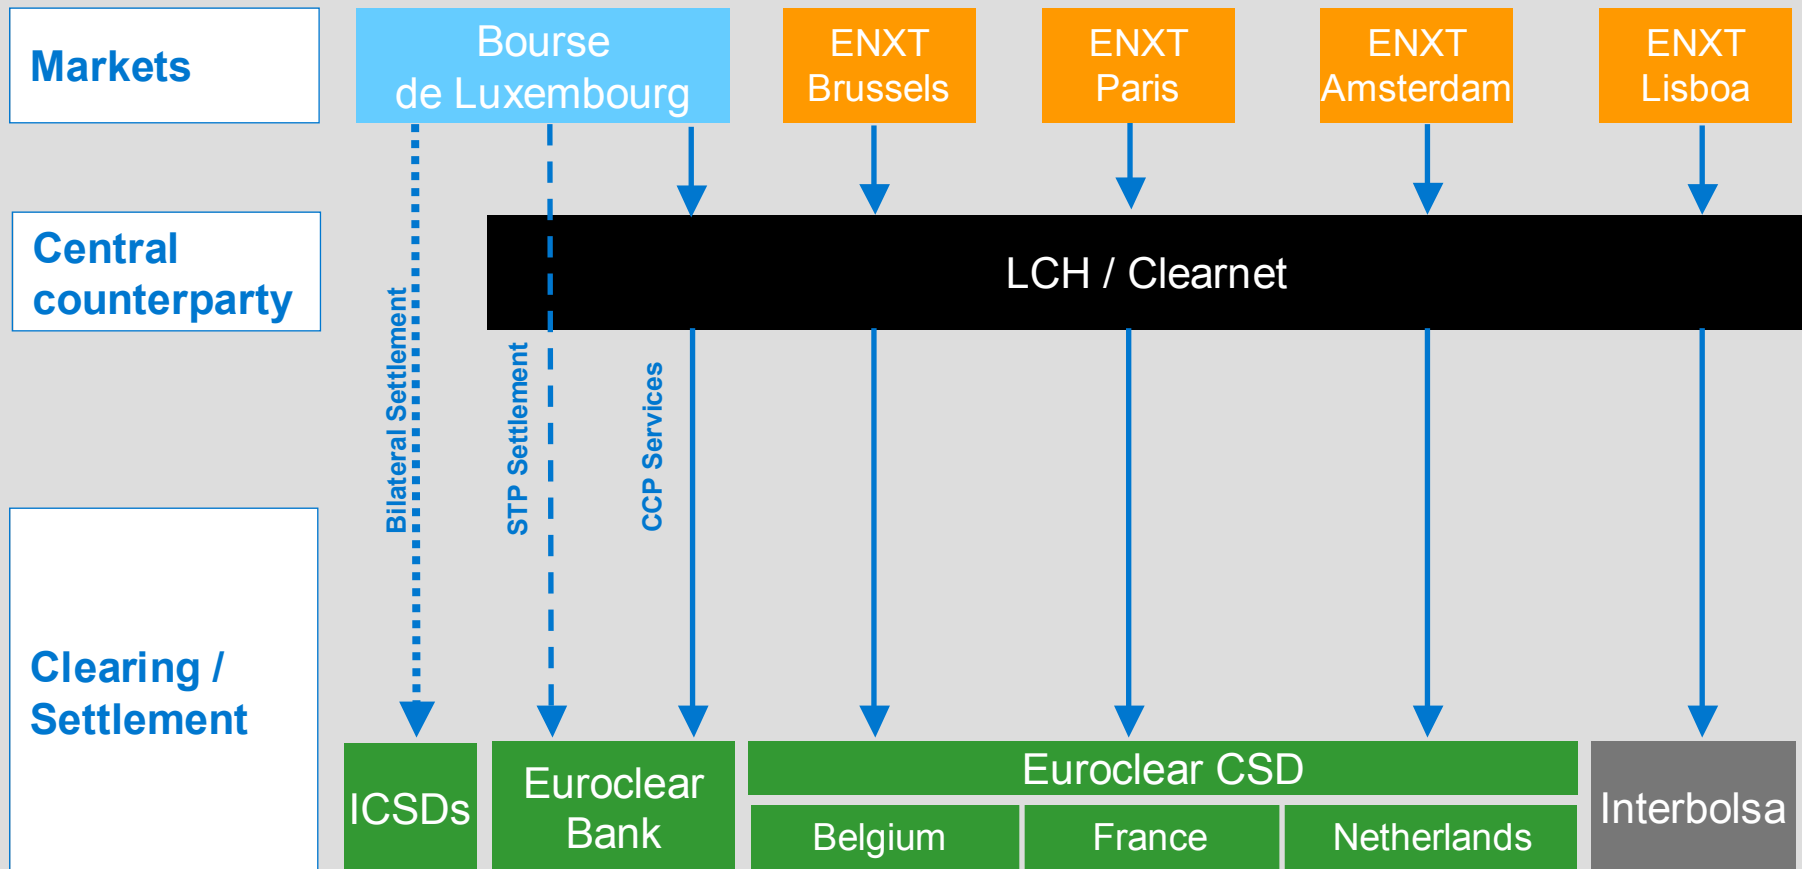 Markets
Bourse
de Luxembourg
ENXT
Brussels
ENXT
Paris
ENXT
Amsterdam
ENXT
Lisboa
Central
counterparty
LCH / Clearnet
Bilateral Settlement
STP Settlement
CCP Services
Clearing /
Settlement
ICSDs
Euroclear
Bank
Euroclear CSD
Belgium
France
Netherlands
Interbolsa